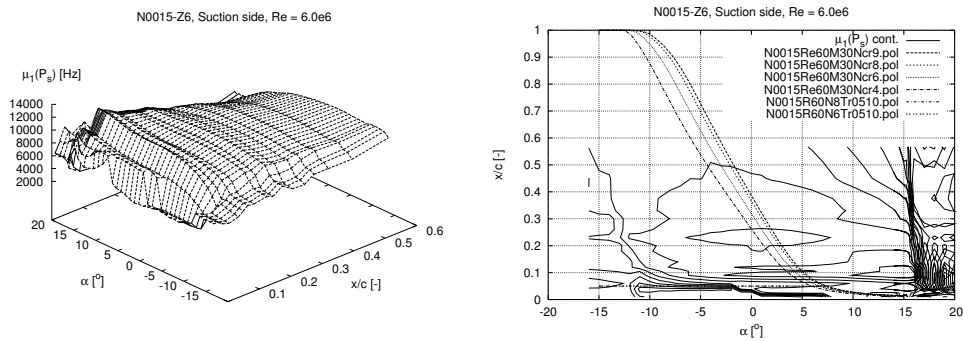 N0015-Z6, Suction side, Re = 6.0e6
μ1(Ps) [Hz]
14000
12000
10000
8000
6000
4000
2000
20
15
10
5
0
-5
-10
-15
α [o]
0.1
0.2
0.3
0.4
0.5
0.6
x/c [-]
N0015-Z6, Suction side, Re = 6.0e6
μ1(Ps) cont.
N0015Re60M30Ncr9.pol
N0015Re60M30Ncr8.pol
N0015Re60M30Ncr6.pol
N0015Re60M30Ncr4.pol
N0015R60N8Tr0510.pol
N0015R60N6Tr0510.pol
1
0.9
0.8
0.7
0.6
0.5
0.4
0.3
0.2
0.1
0
x/c [-]
-20 -15 -10 -5 0 5 10 15 20
α [o]